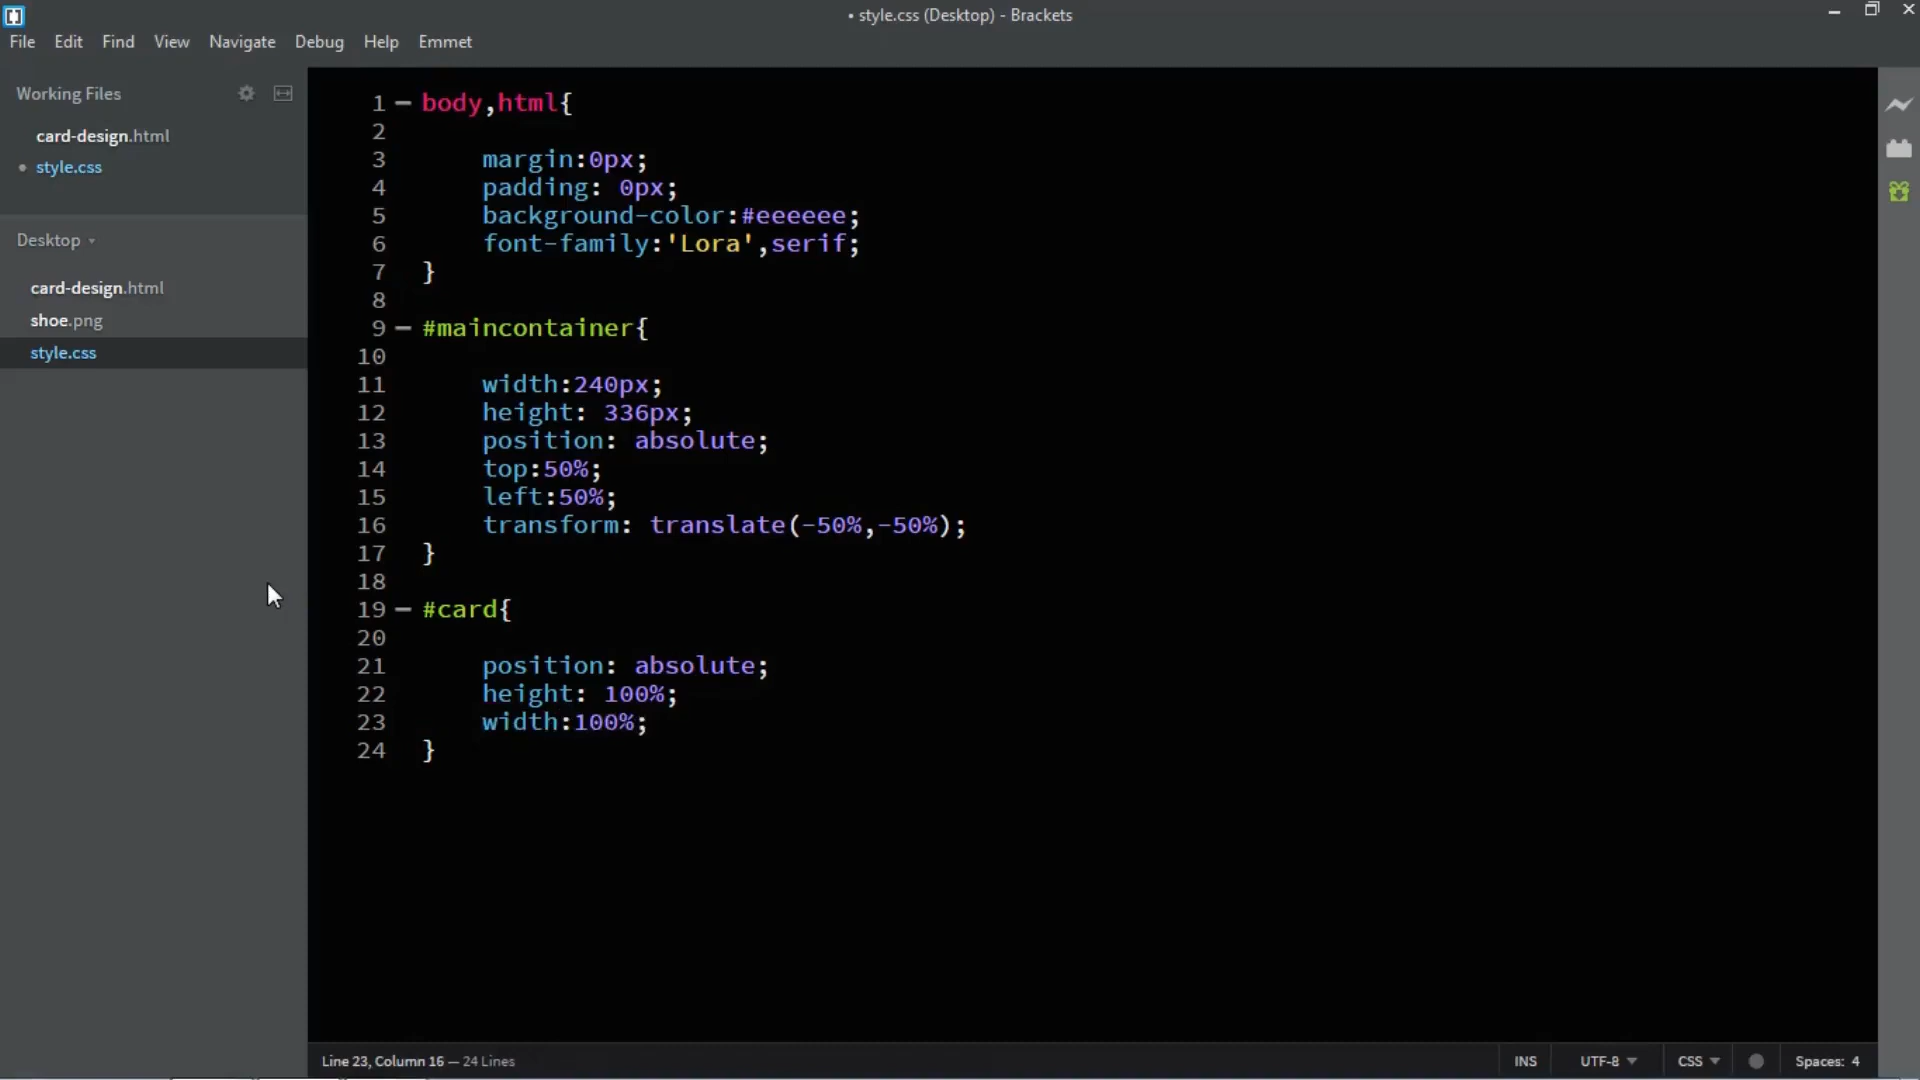 • style.css (Desktop) - Brackets
File Edit Find View Navigate Debug Help Emmet
Working Files
card-design.html
• style.css
Desktop
card-design.html
shoe.png
style.css
1 body,html{
2
3 margin:0px;
4 padding: 0px;
5 background-color:#eeeeee;
6 font-family:'Lora',serif;
7 }
8
9 #maincontainer{
10
11 width:240px;
12 height: 336px;
13 position: absolute;
14 top:50%;
15 left:50%;
16 transform: translate(-50%,-50%);
17 }
18
19 #card{
20
21 position: absolute;
22 height: 100%;
23 width:100%;
24 }
Line 23, Column 16 — 24 Lines
INS UTF-8 CSS Spaces: 4